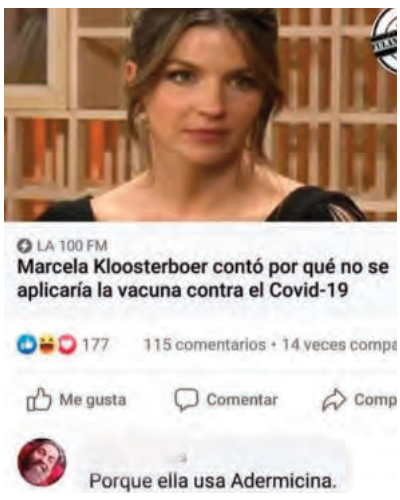 LA 100 FM
Marcela Kloosterboer contó por qué no se
aplicaría la vacuna contra el Covid-19
177 115 comentarios • 14 veces compa
Me gusta Comentar Comp
Porque ella usa Adermicina.